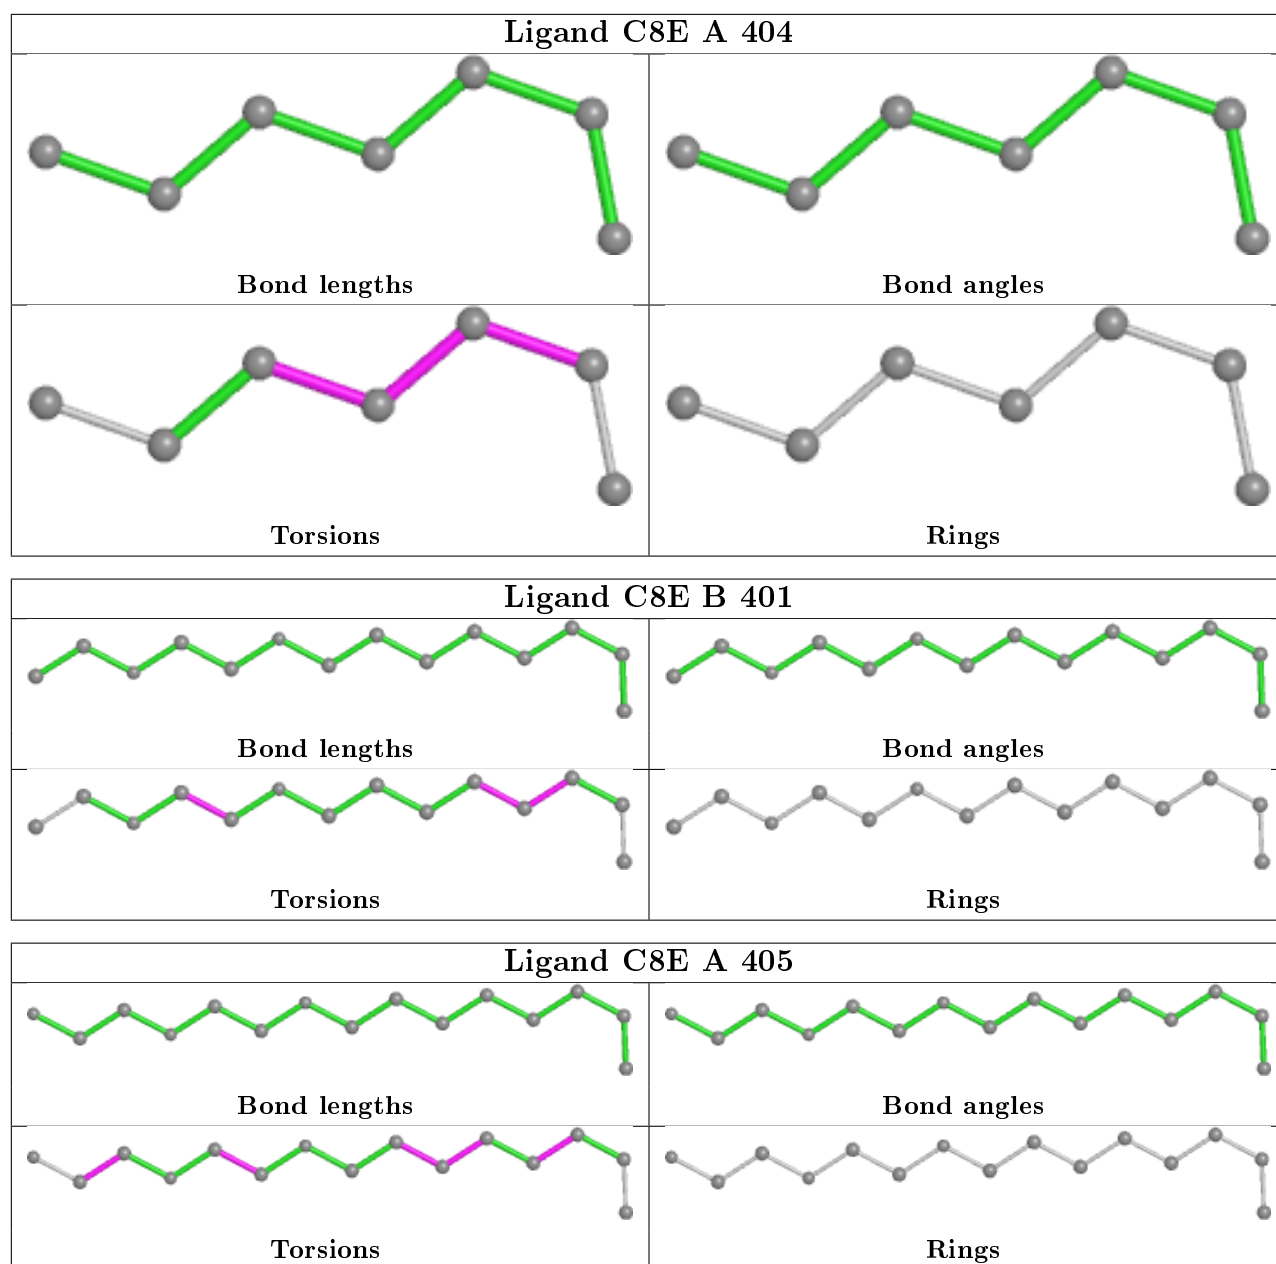 Ligand C8E A 404
Bond lengths
Bond angles
Torsions
Rings
Ligand C8E B 401
Bond lengths
Bond angles
Torsions
Rings
Ligand C8E A 405
Bond lengths
Bond angles
Torsions
Rings